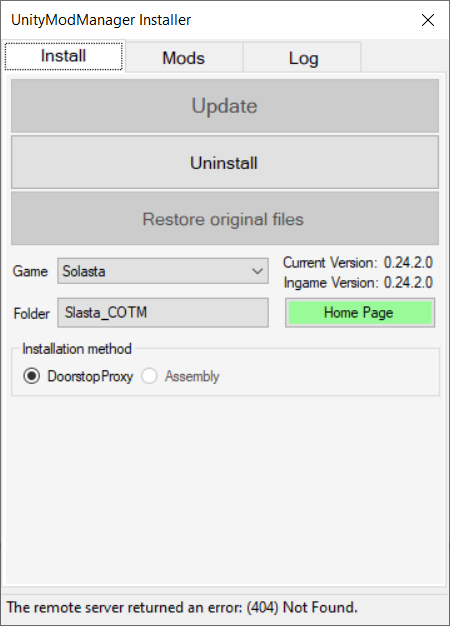 UnityModManager Installer
Install
Mods
Log
Update
Uninstall
Restore original files
Game
Solasta
Current Version: 0.24.2.0
Ingame Version: 0.24.2.0
Folder
Slasta_COTM
Home Page
Installation method
DoorstopProxy
Assembly
The remote server returned an error: (404) Not Found.